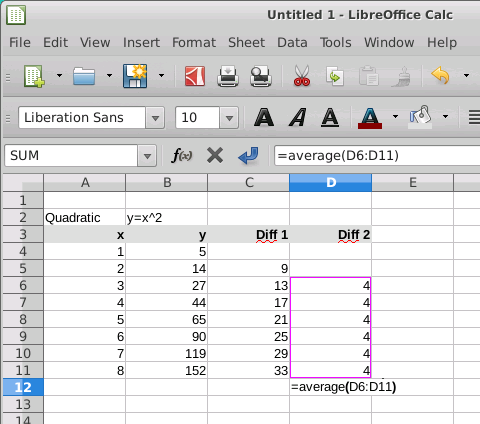 Untitled 1 - LibreOffice Calc
File Edit View Insert Format Sheet Data Tools Window Help
Liberation Sans 10 A A A A
SUM f(x) =average(D6:D11)
A B C D E
1
2 Quadratic y=x^2
3 x y Diff 1 Diff 2
4 1 5
5 2 14 9
6 3 27 13 4
7 4 44 17 4
8 5 65 21 4
9 6 90 25 4
10 7 119 29 4
11 8 152 33 4
12 =average(D6:D11)
13
14